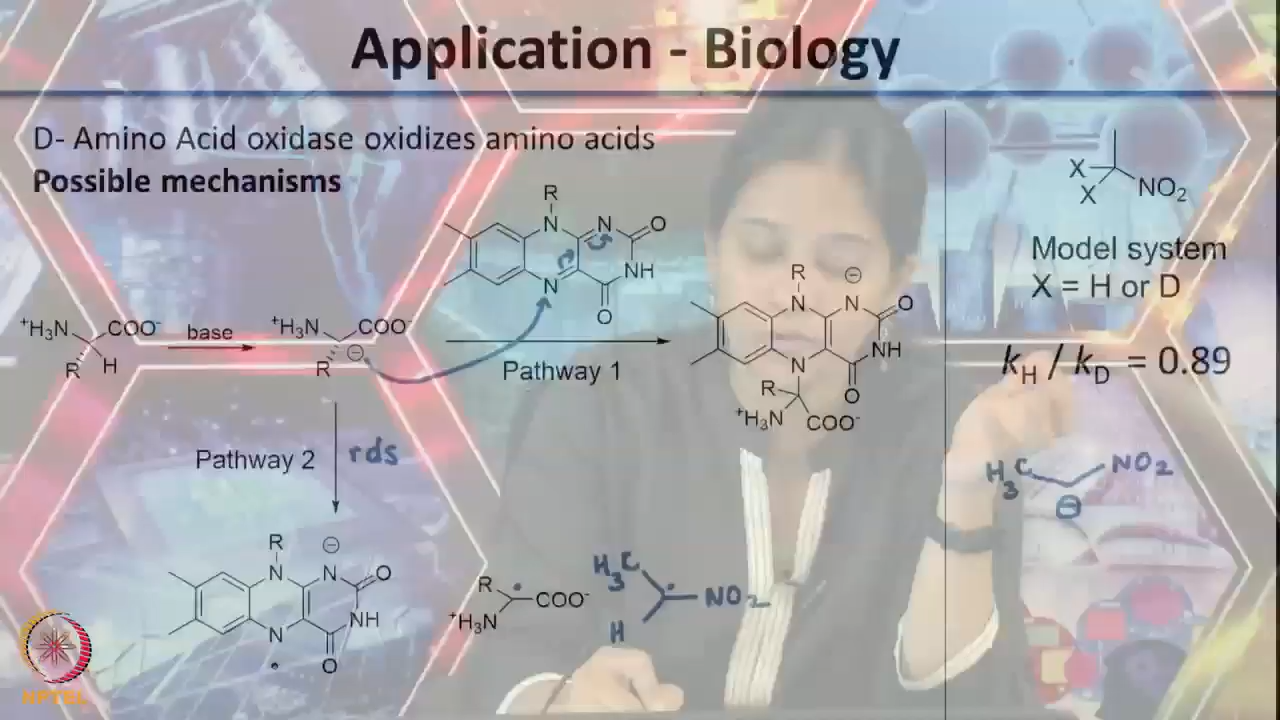 Application - Biology
D- Amino Acid oxidase oxidizes amino acids
Possible mechanisms
R
N
N
O
NH
N
O
X
X
NO2
Model system
X = H or D
kH / kD = 0.89
+H3N
COO-
R
H
base
+H3N
COO-
⊖
R
Pathway 1
R
⊖
N
N
O
NH
N
O
R
+H3N
COO-
Pathway 2
rds
H3C
NO2
⊖
R
⊖
N
N
O
NH
N
O
R
COO-
+H3N
H3C
NO2
H
NPTEL